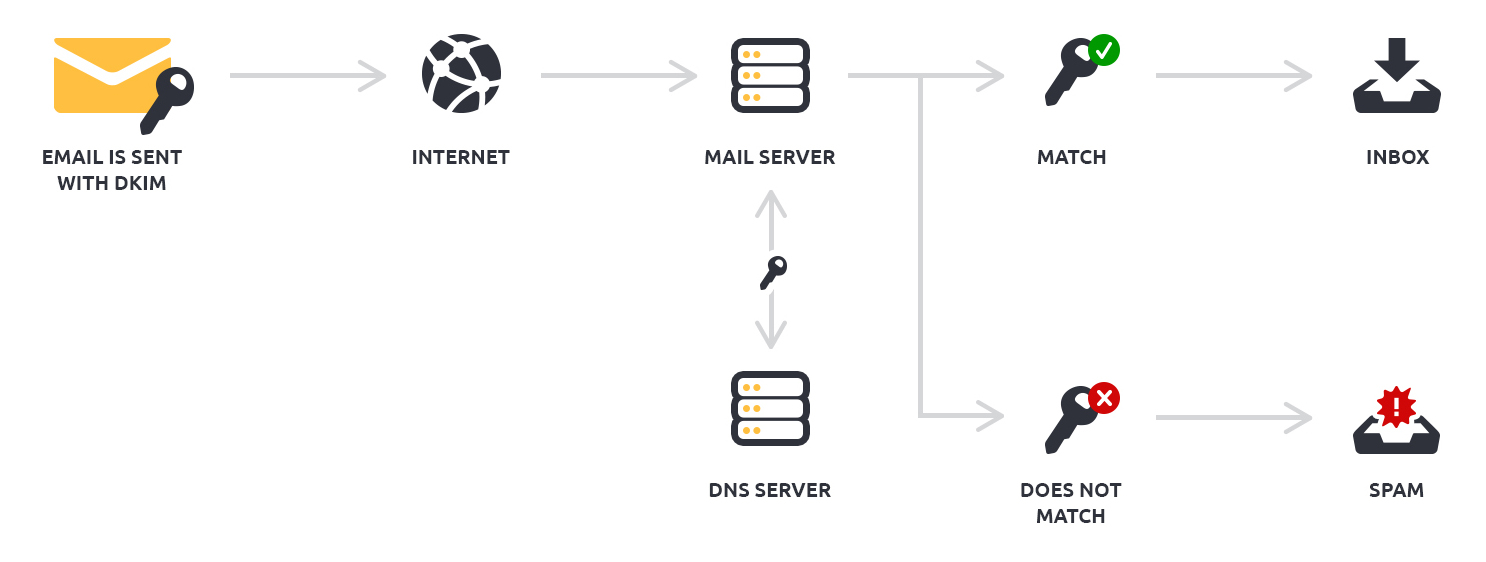 EMAIL IS SENT
WITH DKIM
INTERNET
MAIL SERVER
MATCH
INBOX
DNS SERVER
DOES NOT
MATCH
SPAM